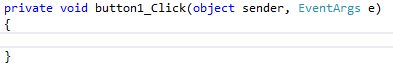 private void button1_Click(object sender, EventArgs e)
{
}